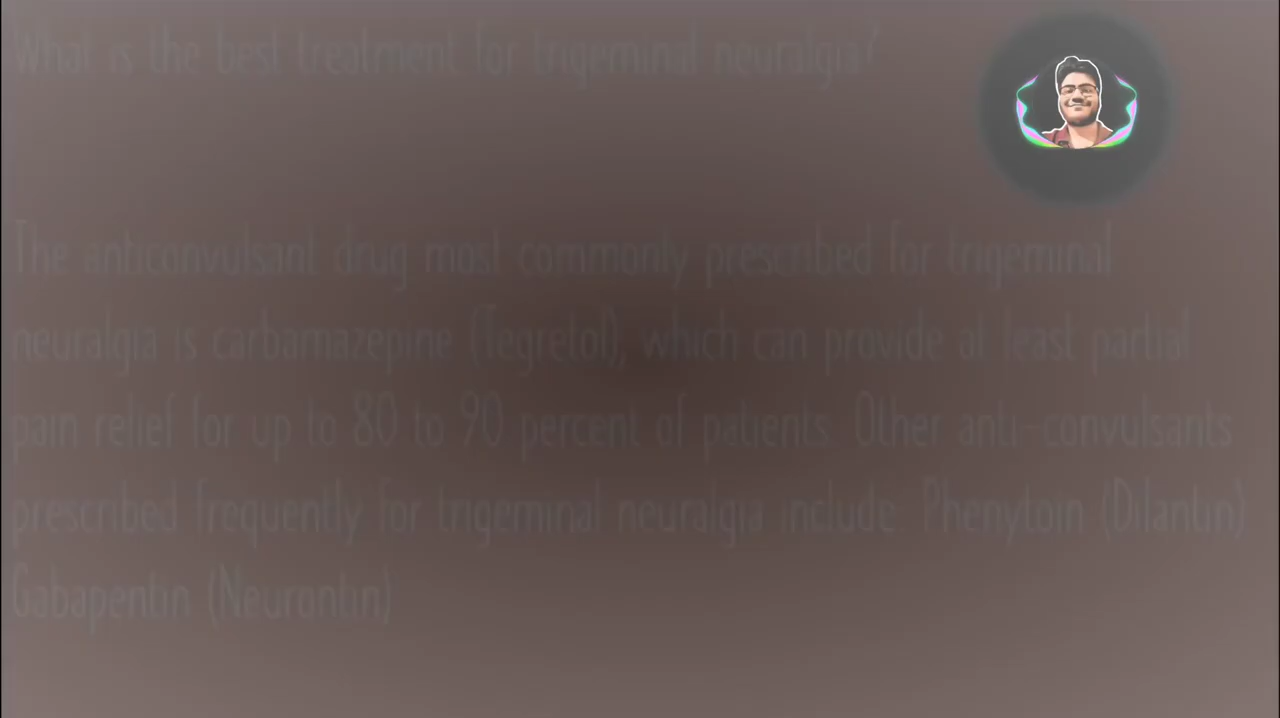 What is the best treatment for trigeminal neuralgia?
The anticonvulsant drug most commonly prescribed for trigeminal
neuralgia is carbamazepine (Tegretol), which can provide at least partial
pain relief for up to 80 to 90 percent of patients. Other anti-convulsants
prescribed frequently for trigeminal neuralgia include: Phenytoin (Dilantin)
Gabapentin (Neurontin)